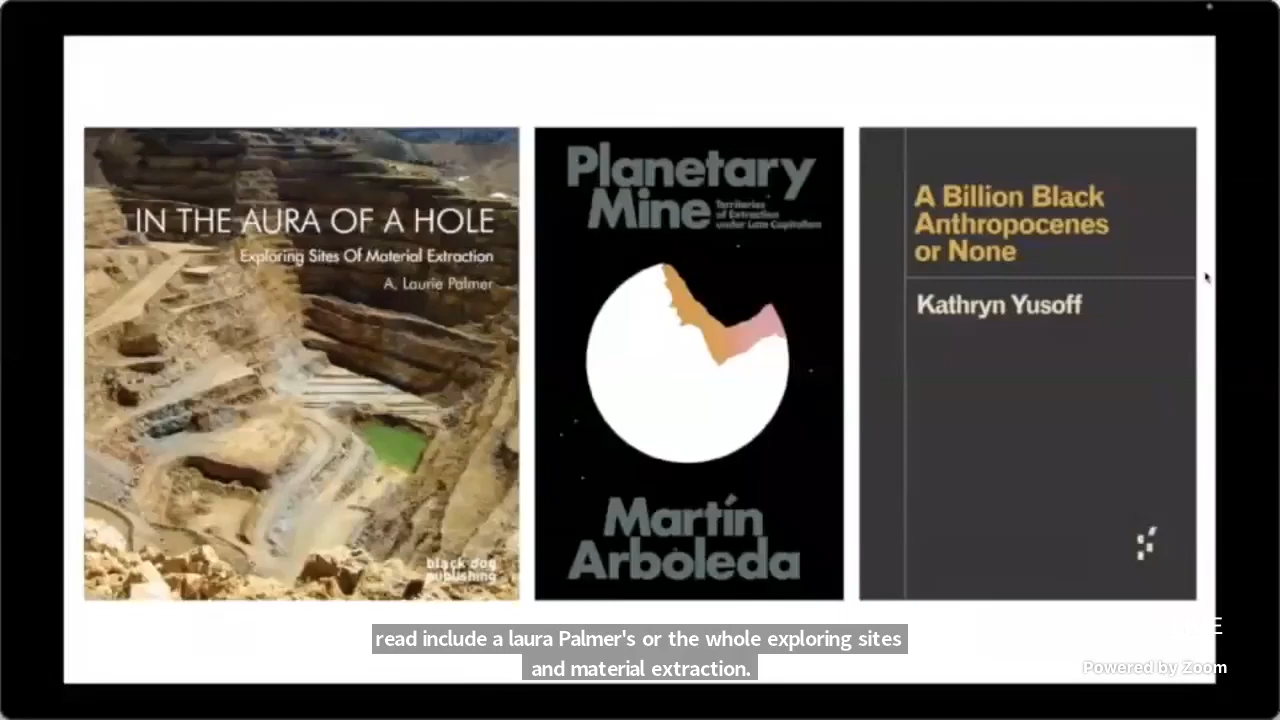 IN THE AURA OF A HOLE
Exploring Sites Of Material Extraction
A. Laurie Palmer
black dog
publishing
Planetary
Mine
Territories
of Extraction
under Late Capitalism
Martín
Arboleda
A Billion Black
Anthropocenes
or None
Kathryn Yusoff
read include a laura Palmer's or the whole exploring sites
and material extraction.
Powered by Zoom